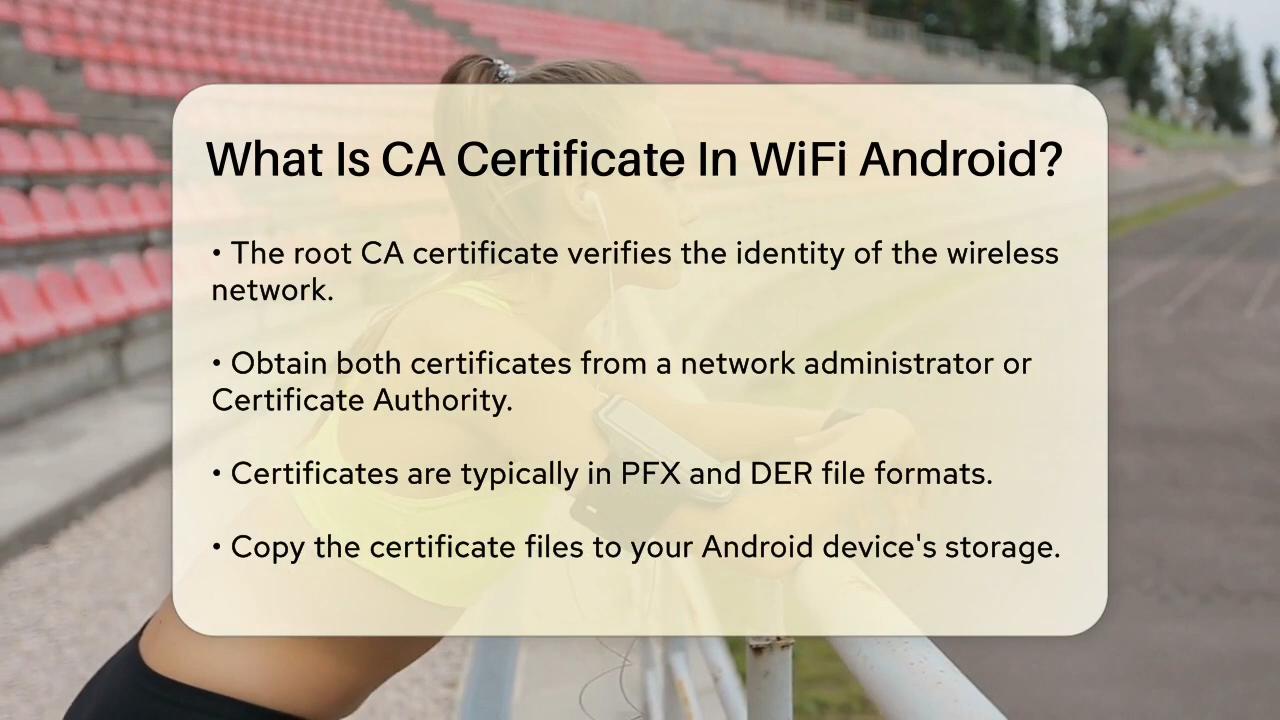 What Is CA Certificate In WiFi Android?
• The root CA certificate verifies the identity of the wireless
network.
• Obtain both certificates from a network administrator or
Certificate Authority.
• Certificates are typically in PFX and DER file formats.
• Copy the certificate files to your Android device's storage.